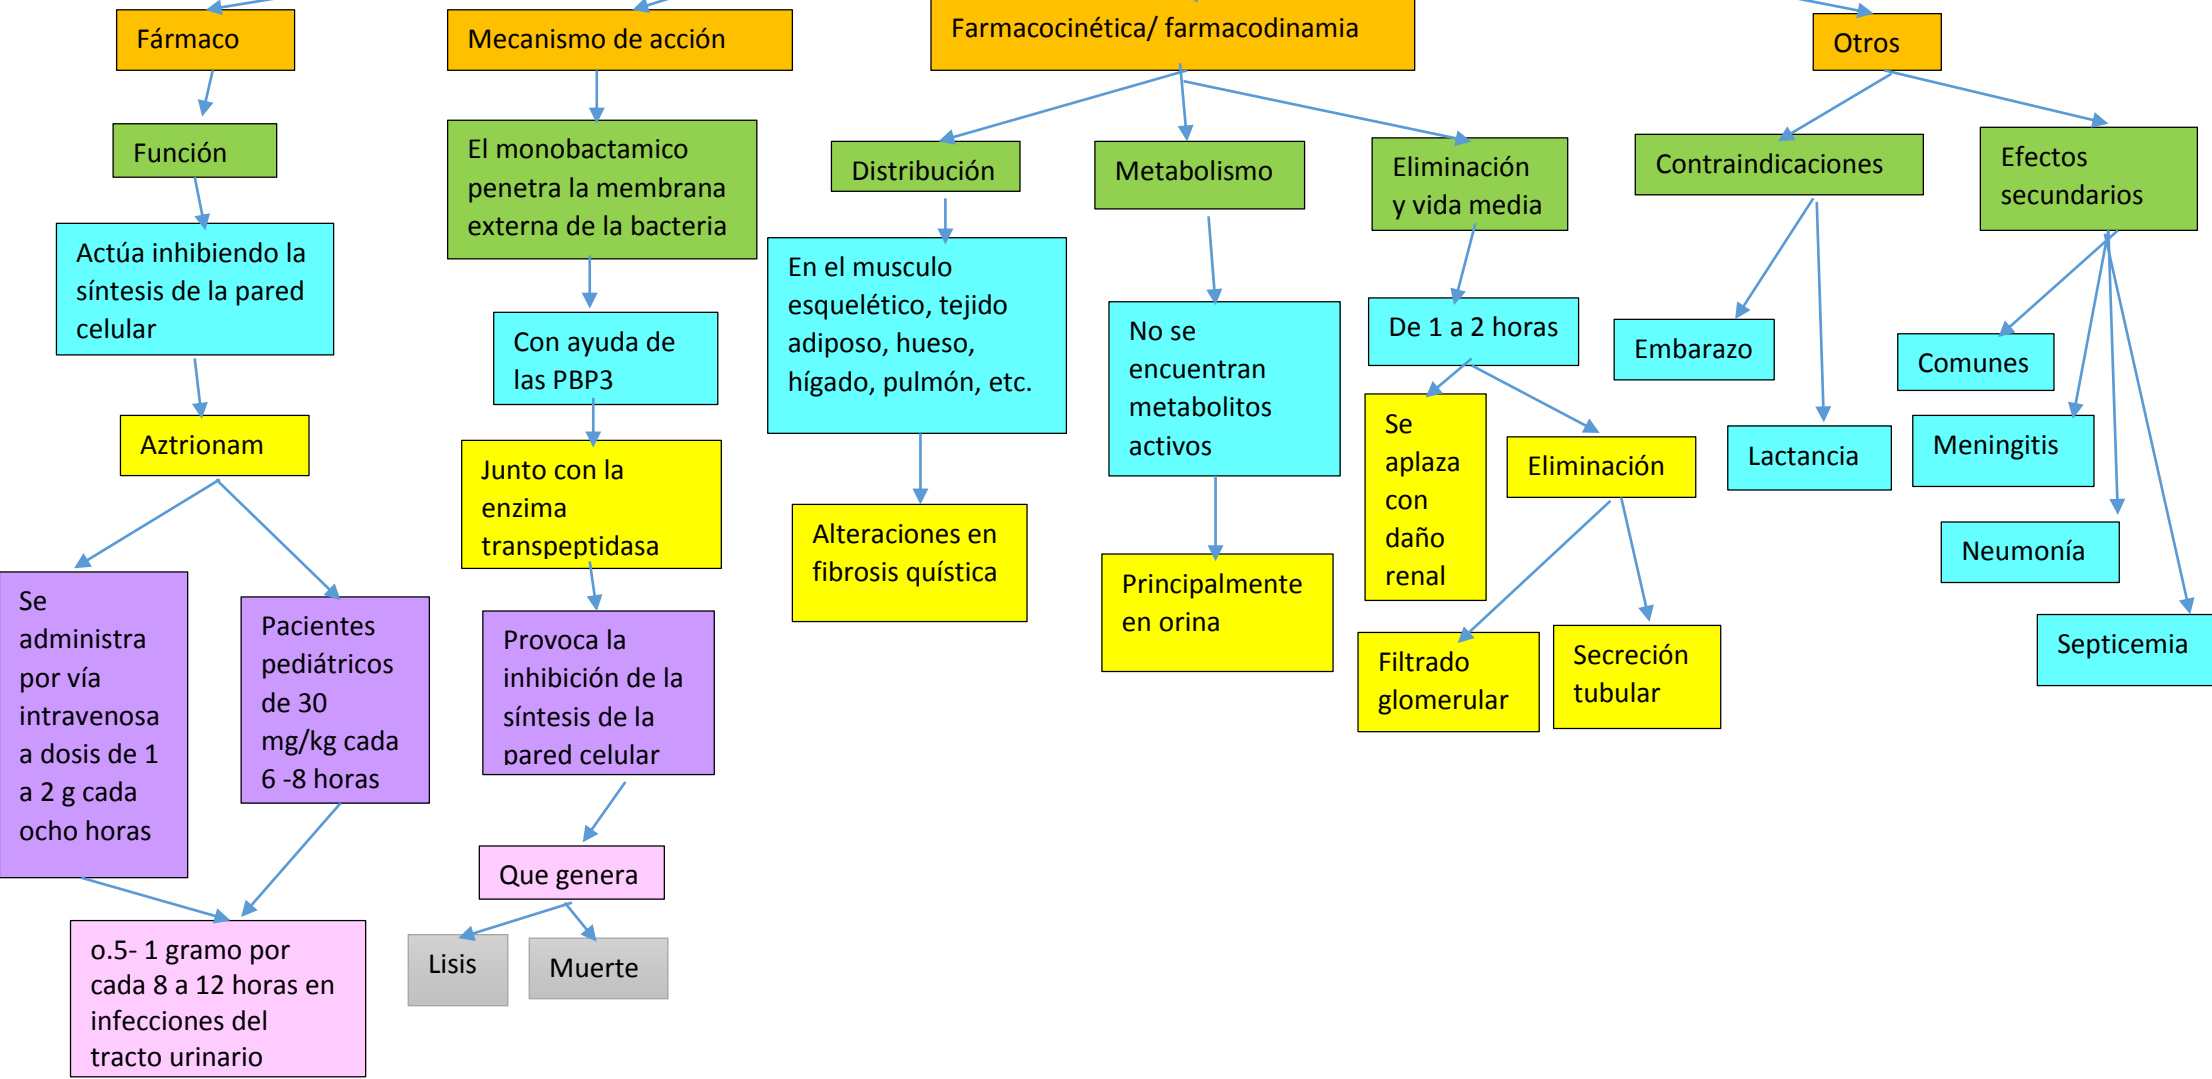 Fármaco
Función
Actúa inhibiendo la
síntesis de la pared
celular
Aztrionam
Se
administra
por vía
intravenosa
a dosis de 1
a 2 g cada
ocho horas
Pacientes
pediátricos
de 30
mg/kg cada
6 -8 horas
o.5- 1 gramo por
cada 8 a 12 horas en
infecciones del
tracto urinario
Mecanismo de acción
El monobactamico
penetra la membrana
externa de la bacteria
Con ayuda de
las PBP3
Junto con la
enzima
transpeptidasa
Provoca la
inhibición de la
síntesis de la
pared celular
Que genera
Lisis
Muerte
Farmacocinética/ farmacodinamia
Distribución
En el musculo
esquelético, tejido
adiposo, hueso,
hígado, pulmón, etc.
Alteraciones en
fibrosis quística
Metabolismo
No se
encuentran
metabolitos
activos
Principalmente
en orina
Eliminación
y vida media
De 1 a 2 horas
Se
aplaza
con
daño
renal
Eliminación
Filtrado
glomerular
Secreción
tubular
Otros
Contraindicaciones
Embarazo
Lactancia
Efectos
secundarios
Comunes
Meningitis
Neumonía
Septicemia